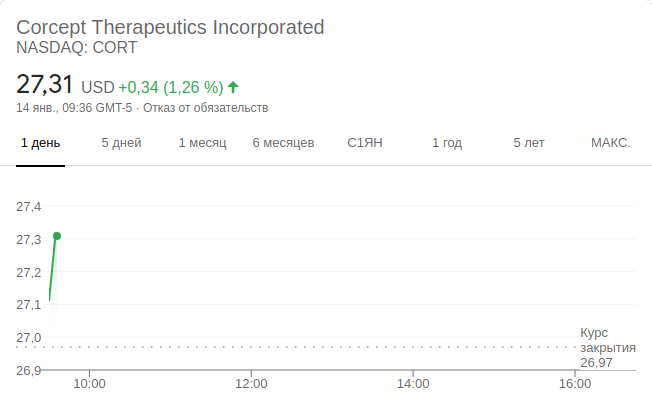 Corcept Therapeutics Incorporated
NASDAQ: CORT
27,31 USD +0,34 (1,26 %)
14 янв., 09:36 GMT-5 · Отказ от обязательств
1 день 5 дней 1 месяц 6 месяцев С1ЯН 1 год 5 лет МАКС.
27,4
27,3
27,2
27,1
27,0
26,9
Курс
закрытия
26,97
10:00 12:00 14:00 16:00